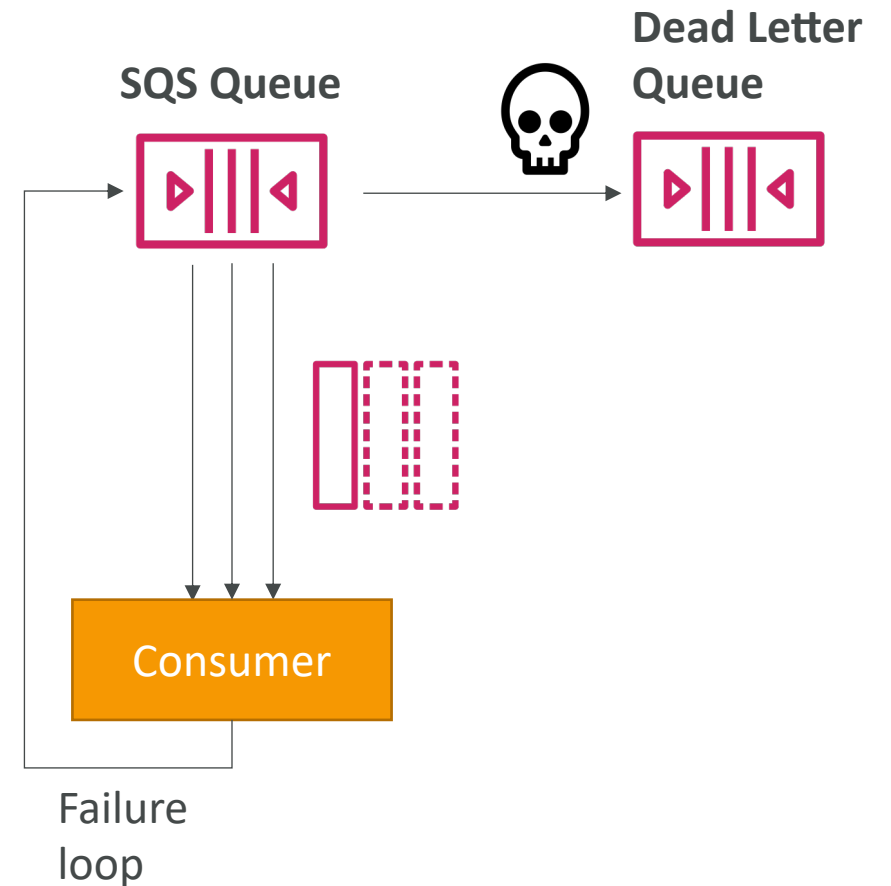 SQS Queue
Dead Letter
Queue
Consumer
Failure
loop